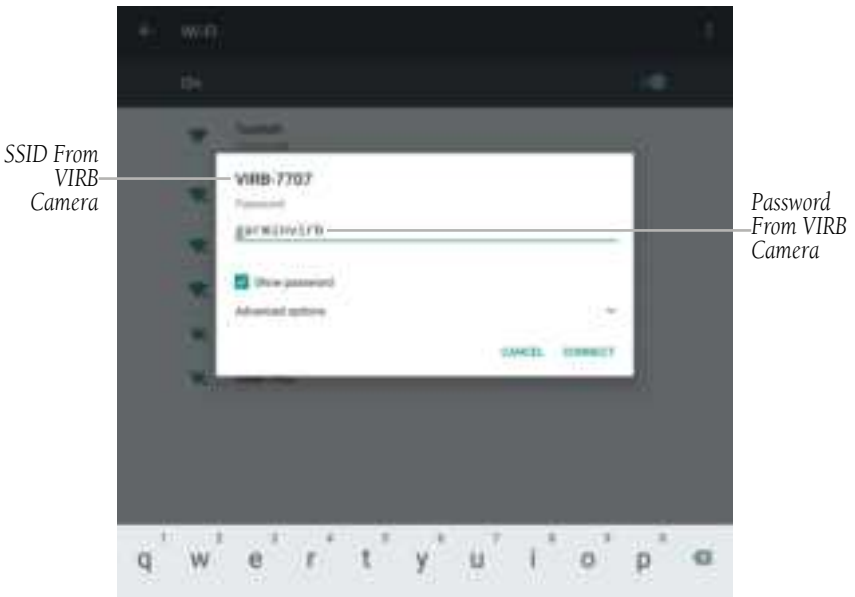 Wi-Fi
On
SSID From
VIRB
Camera
VIRB-7707
Password
garminvirb
Show password
Advanced options
CANCEL CONNECT
Password
From VIRB
Camera
1 2 3 4 5 6 7 8 9 0
q w e r t y u i o p